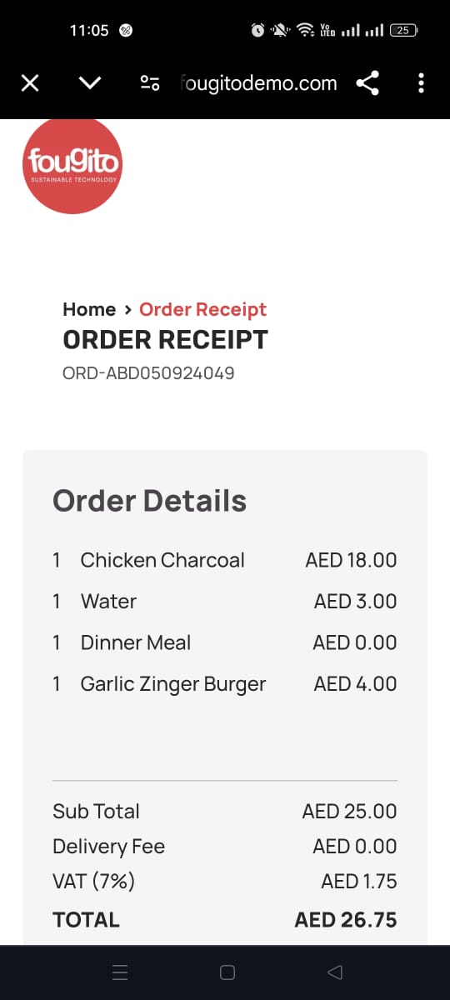 11:05
Vo
LTED
25
fougitodemo.com
fougito
SUSTAINABLE TECHNOLOGY
Home > Order Receipt
ORDER RECEIPT
ORD-ABD050924049
Order Details
1 Chicken Charcoal AED 18.00
1 Water AED 3.00
1 Dinner Meal AED 0.00
1 Garlic Zinger Burger AED 4.00
Sub Total AED 25.00
Delivery Fee AED 0.00
VAT (7%) AED 1.75
TOTAL AED 26.75